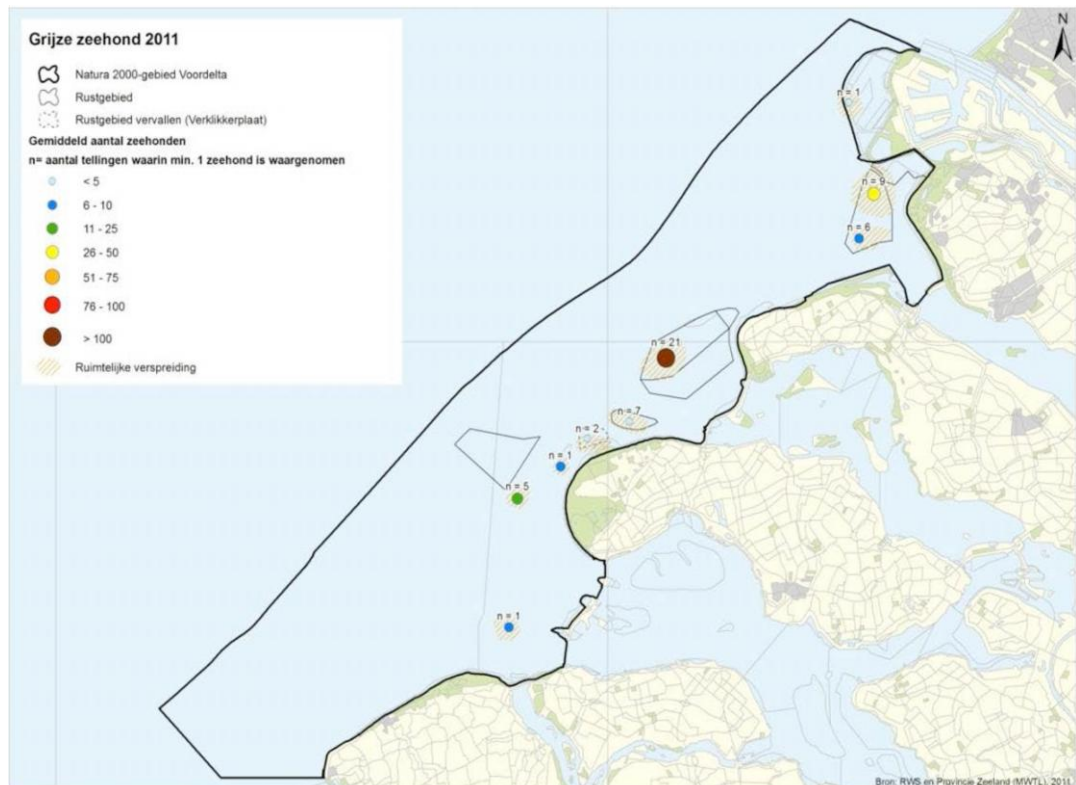 Grijze zeehond 2011
Natura 2000-gebied Voordelta
Rustgebied
Rustgebied vervallen (Verklikkerplaat)
Gemiddeld aantal zeehonden
n= aantal tellingen waarin min. 1 zeehond is waargenomen
< 5
6 - 10
11 - 25
26 - 50
51 - 75
76 - 100
> 100
Ruimtelijke verspreiding
N
n = 1
n = 9
n = 6
n = 21
n = 7
n = 2
n = 1
n = 5
n = 1
Bron: RWS en Provincie Zeeland (MWTL), 2011